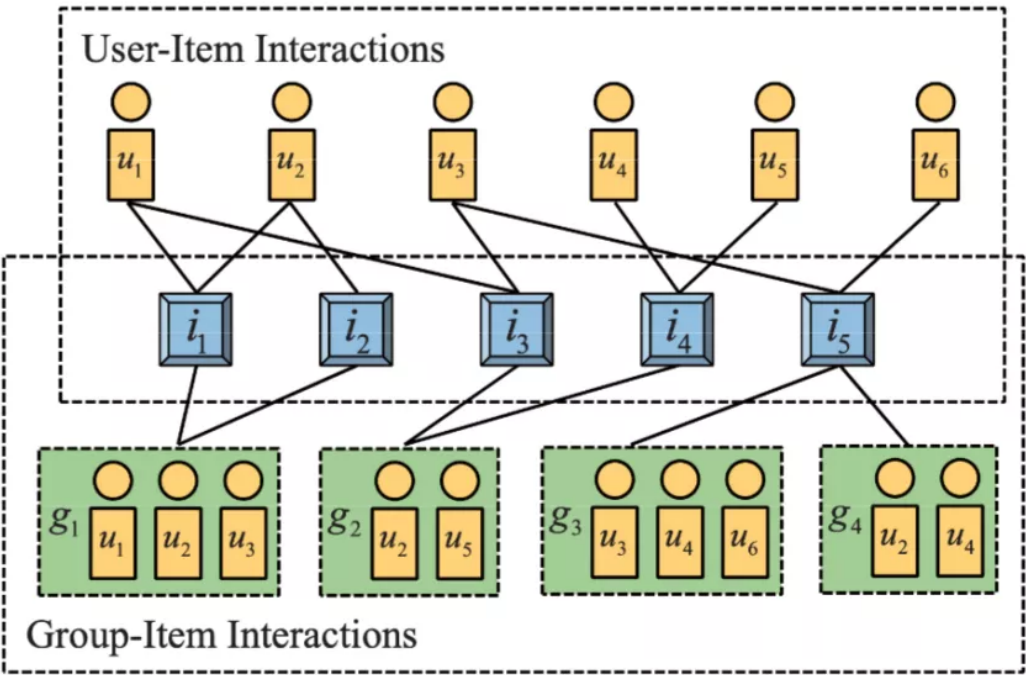 User-Item Interactions
u1 u2 u3 u4 u5 u6
i1 i2 i3 i4 i5
g1 u1 u2 u3 g2 u2 u5 g3 u3 u4 u6 g4 u2 u4
Group-Item Interactions